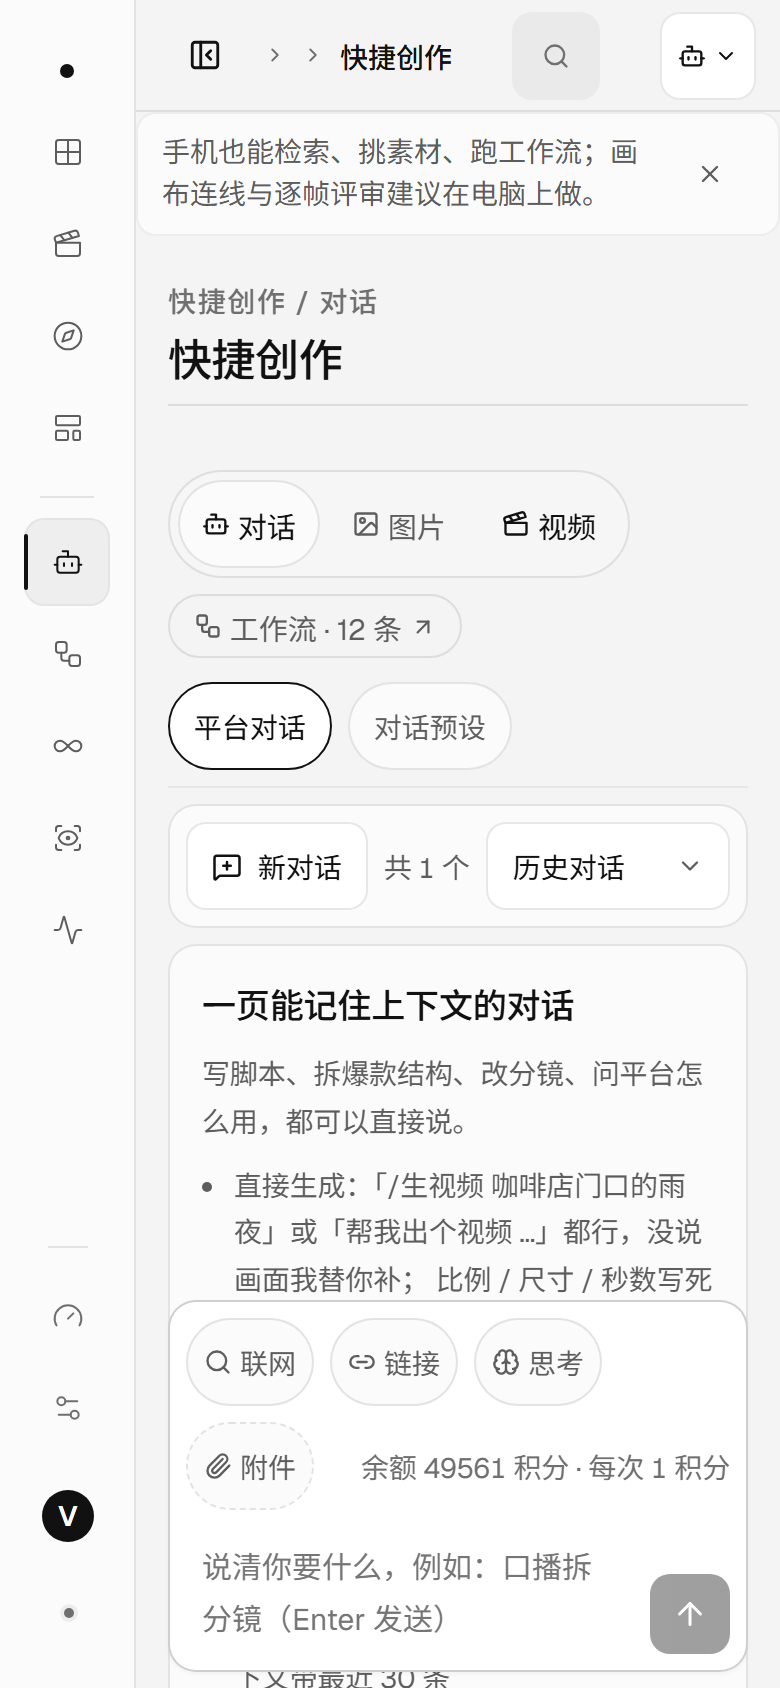 快捷创作
手机也能检索、挑素材、跑工作流；画
布连线与逐帧评审建议在电脑上做。
快捷创作 / 对话
快捷创作
对话
图片
视频
工作流 · 12 条
平台对话
对话预设
新对话
共 1 个
历史对话
一页能记住上下文的对话
写脚本、拆爆款结构、改分镜、问平台怎
么用，都可以直接说。
直接生成：「/生视频 咖啡店门口的雨
夜」或「帮我出个视频 …」都行，没说
画面我替你补； 比例 / 尺寸 / 秒数写死
联网
链接
思考
附件
余额 49561 积分 · 每次 1 积分
说清你要什么，例如：口播拆
分镜（Enter 发送）
下文带最近 30 条
V